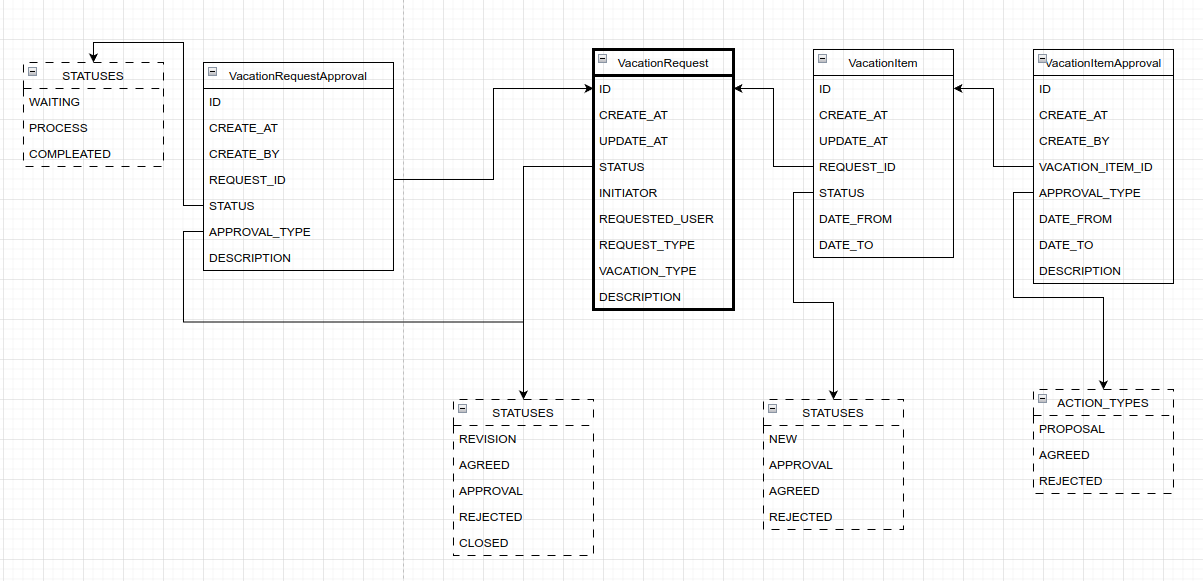 STATUSES
WAITING
PROCESS
COMPLEATED
VacationRequestApproval
ID
CREATE_AT
CREATE_BY
REQUEST_ID
STATUS
APPROVAL_TYPE
DESCRIPTION
VacationRequest
ID
CREATE_AT
UPDATE_AT
STATUS
INITIATOR
REQUESTED_USER
REQUEST_TYPE
VACATION_TYPE
DESCRIPTION
VacationItem
ID
CREATE_AT
UPDATE_AT
REQUEST_ID
STATUS
DATE_FROM
DATE_TO
VacationItemApproval
ID
CREATE_AT
CREATE_BY
VACATION_ITEM_ID
APPROVAL_TYPE
DATE_FROM
DATE_TO
DESCRIPTION
STATUSES
REVISION
AGREED
APPROVAL
REJECTED
CLOSED
STATUSES
NEW
APPROVAL
AGREED
REJECTED
ACTION_TYPES
PROPOSAL
AGREED
REJECTED